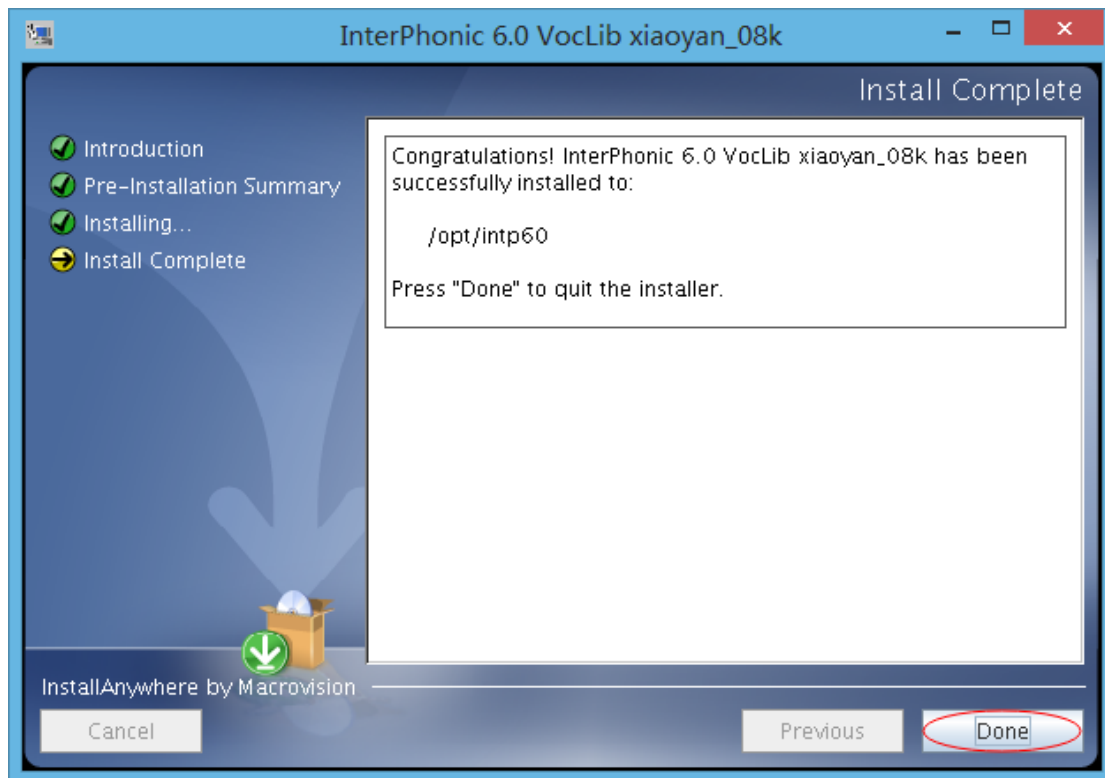 InterPhonic 6.0 VocLib xiaoyan_08k
Install Complete
Introduction
Pre-Installation Summary
Installing...
Install Complete
Congratulations! InterPhonic 6.0 VocLib xiaoyan_08k has been
successfully installed to:
/opt/intp60
Press "Done" to quit the installer.
InstallAnywhere by Macrovision
Cancel
Previous
Done